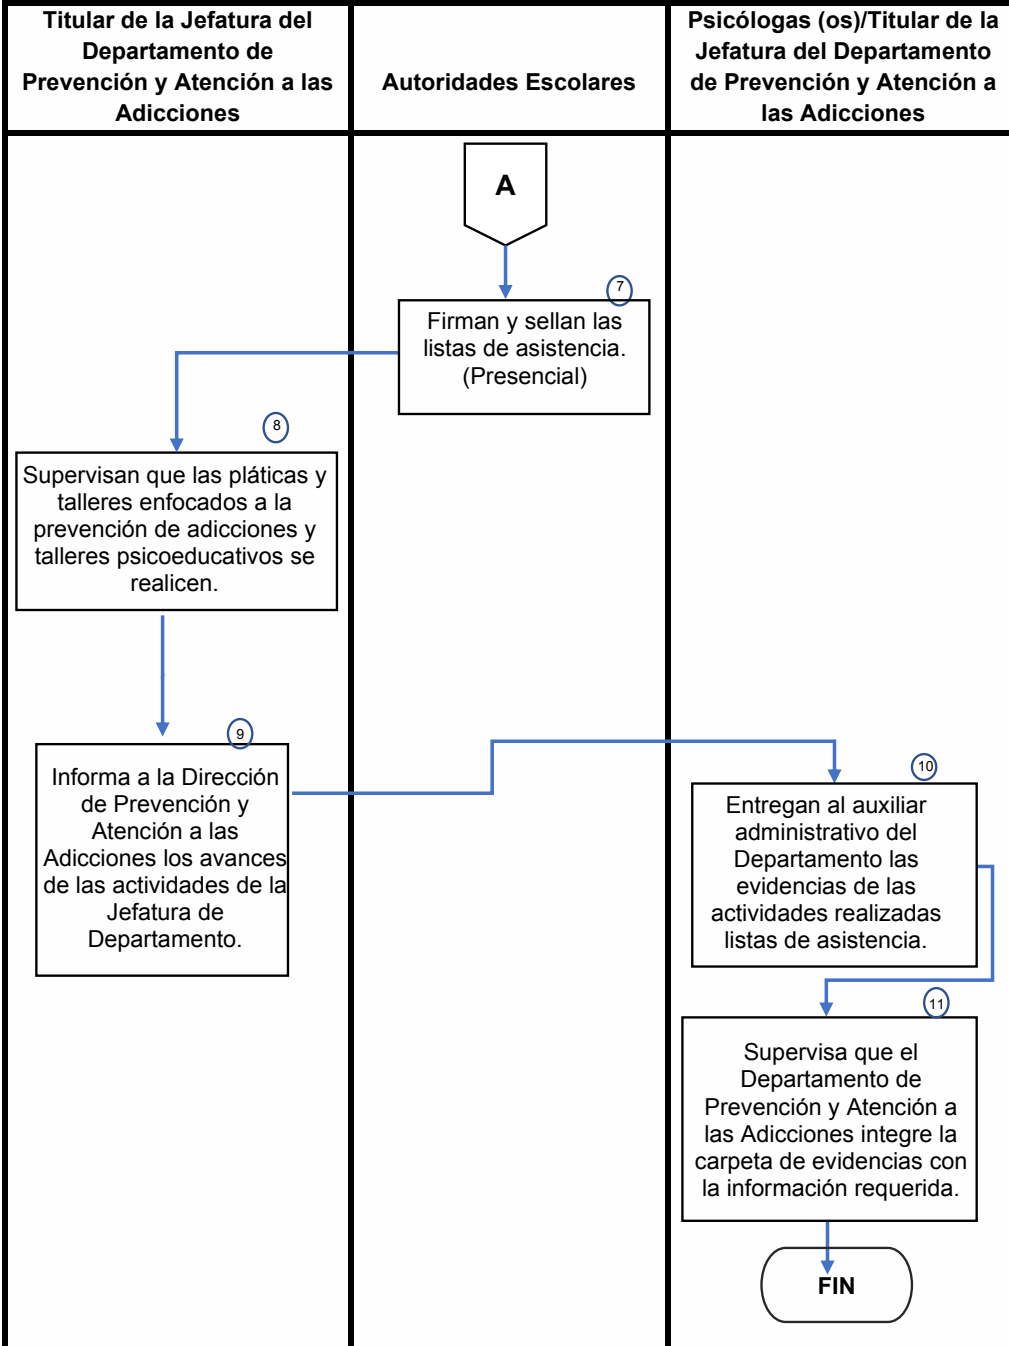 Titular de la Jefatura del
Departamento de
Prevención y Atención a las
Adicciones
Autoridades Escolares
Psicólogas (os)/Titular de la
Jefatura del Departamento
de Prevención y Atención a
las Adicciones
A
7
Firman y sellan las
listas de asistencia.
(Presencial)
8
Supervisan que las pláticas y
talleres enfocados a la
prevención de adicciones y
talleres psicoeducativos se
realicen.
9
Informa a la Dirección
de Prevención y
Atención a las
Adicciones los avances
de las actividades de la
Jefatura de
Departamento.
10
Entregan al auxiliar
administrativo del
Departamento las
evidencias de las
actividades realizadas
listas de asistencia.
11
Supervisa que el
Departamento de
Prevención y Atención a
las Adicciones integre la
carpeta de evidencias con
la información requerida.
FIN